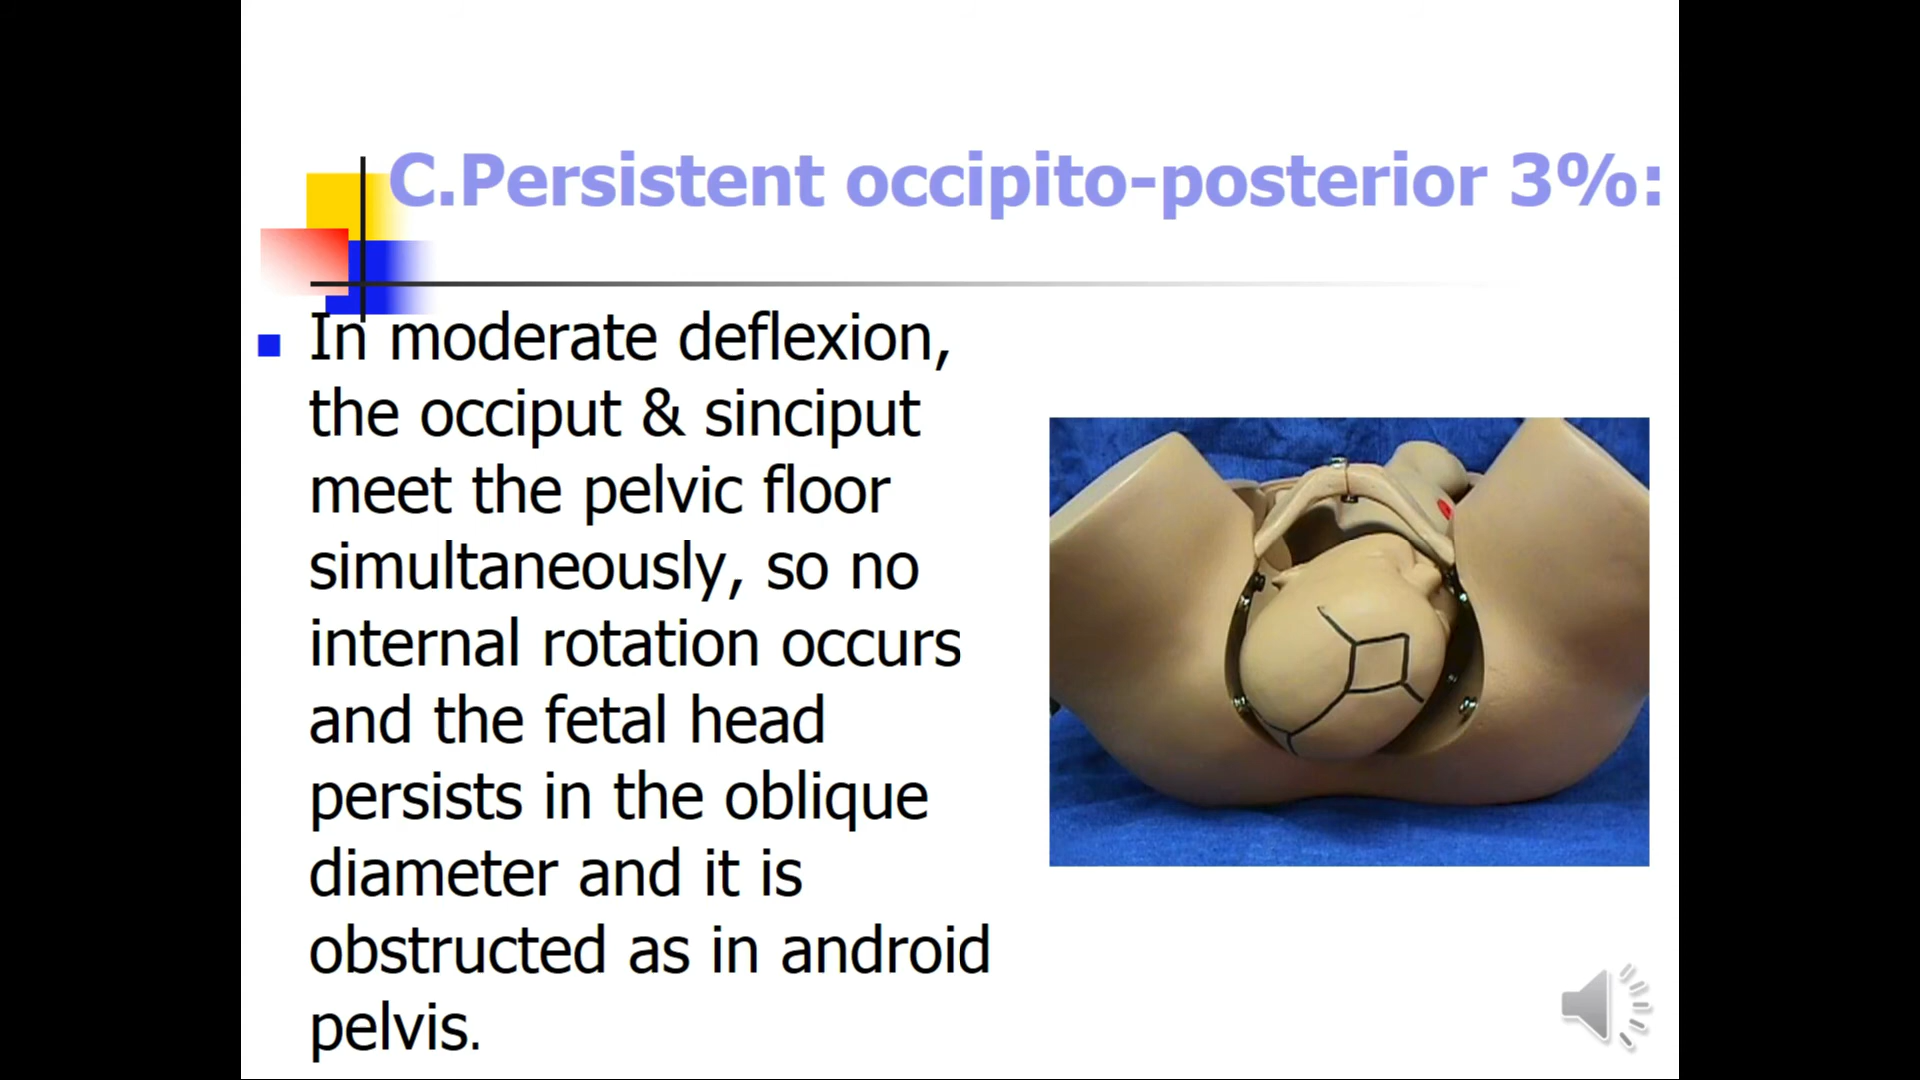 C.Persistent occipito-posterior 3%:
In moderate deflexion,
the occiput & sinciput
meet the pelvic floor
simultaneously, so no
internal rotation occurs
and the fetal head
persists in the oblique
diameter and it is
obstructed as in android
pelvis.